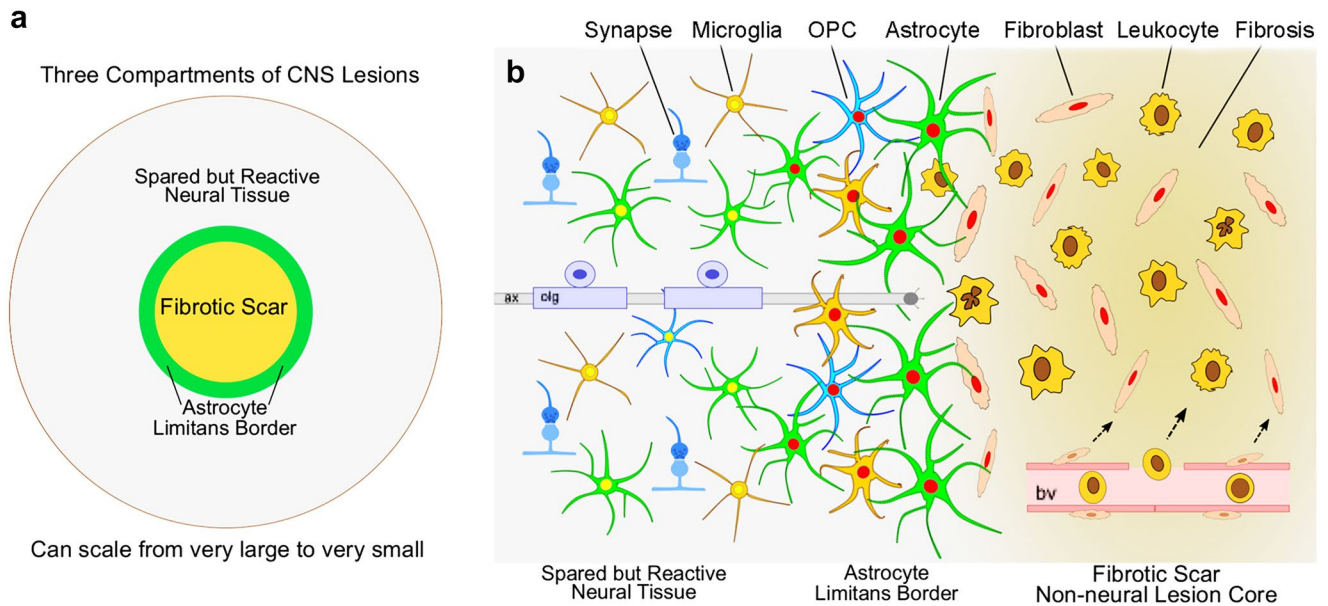 a
Three Compartments of CNS Lesions
Spared but Reactive
Neural Tissue
Fibrotic Scar
Astrocyte
Limitans Border
Can scale from very large to very small
b
Synapse Microglia OPC Astrocyte Fibroblast Leukocyte Fibrosis
ax olg
bv
Spared but Reactive
Neural Tissue
Astrocyte
Limitans Border
Fibrotic Scar
Non-neural Lesion Core